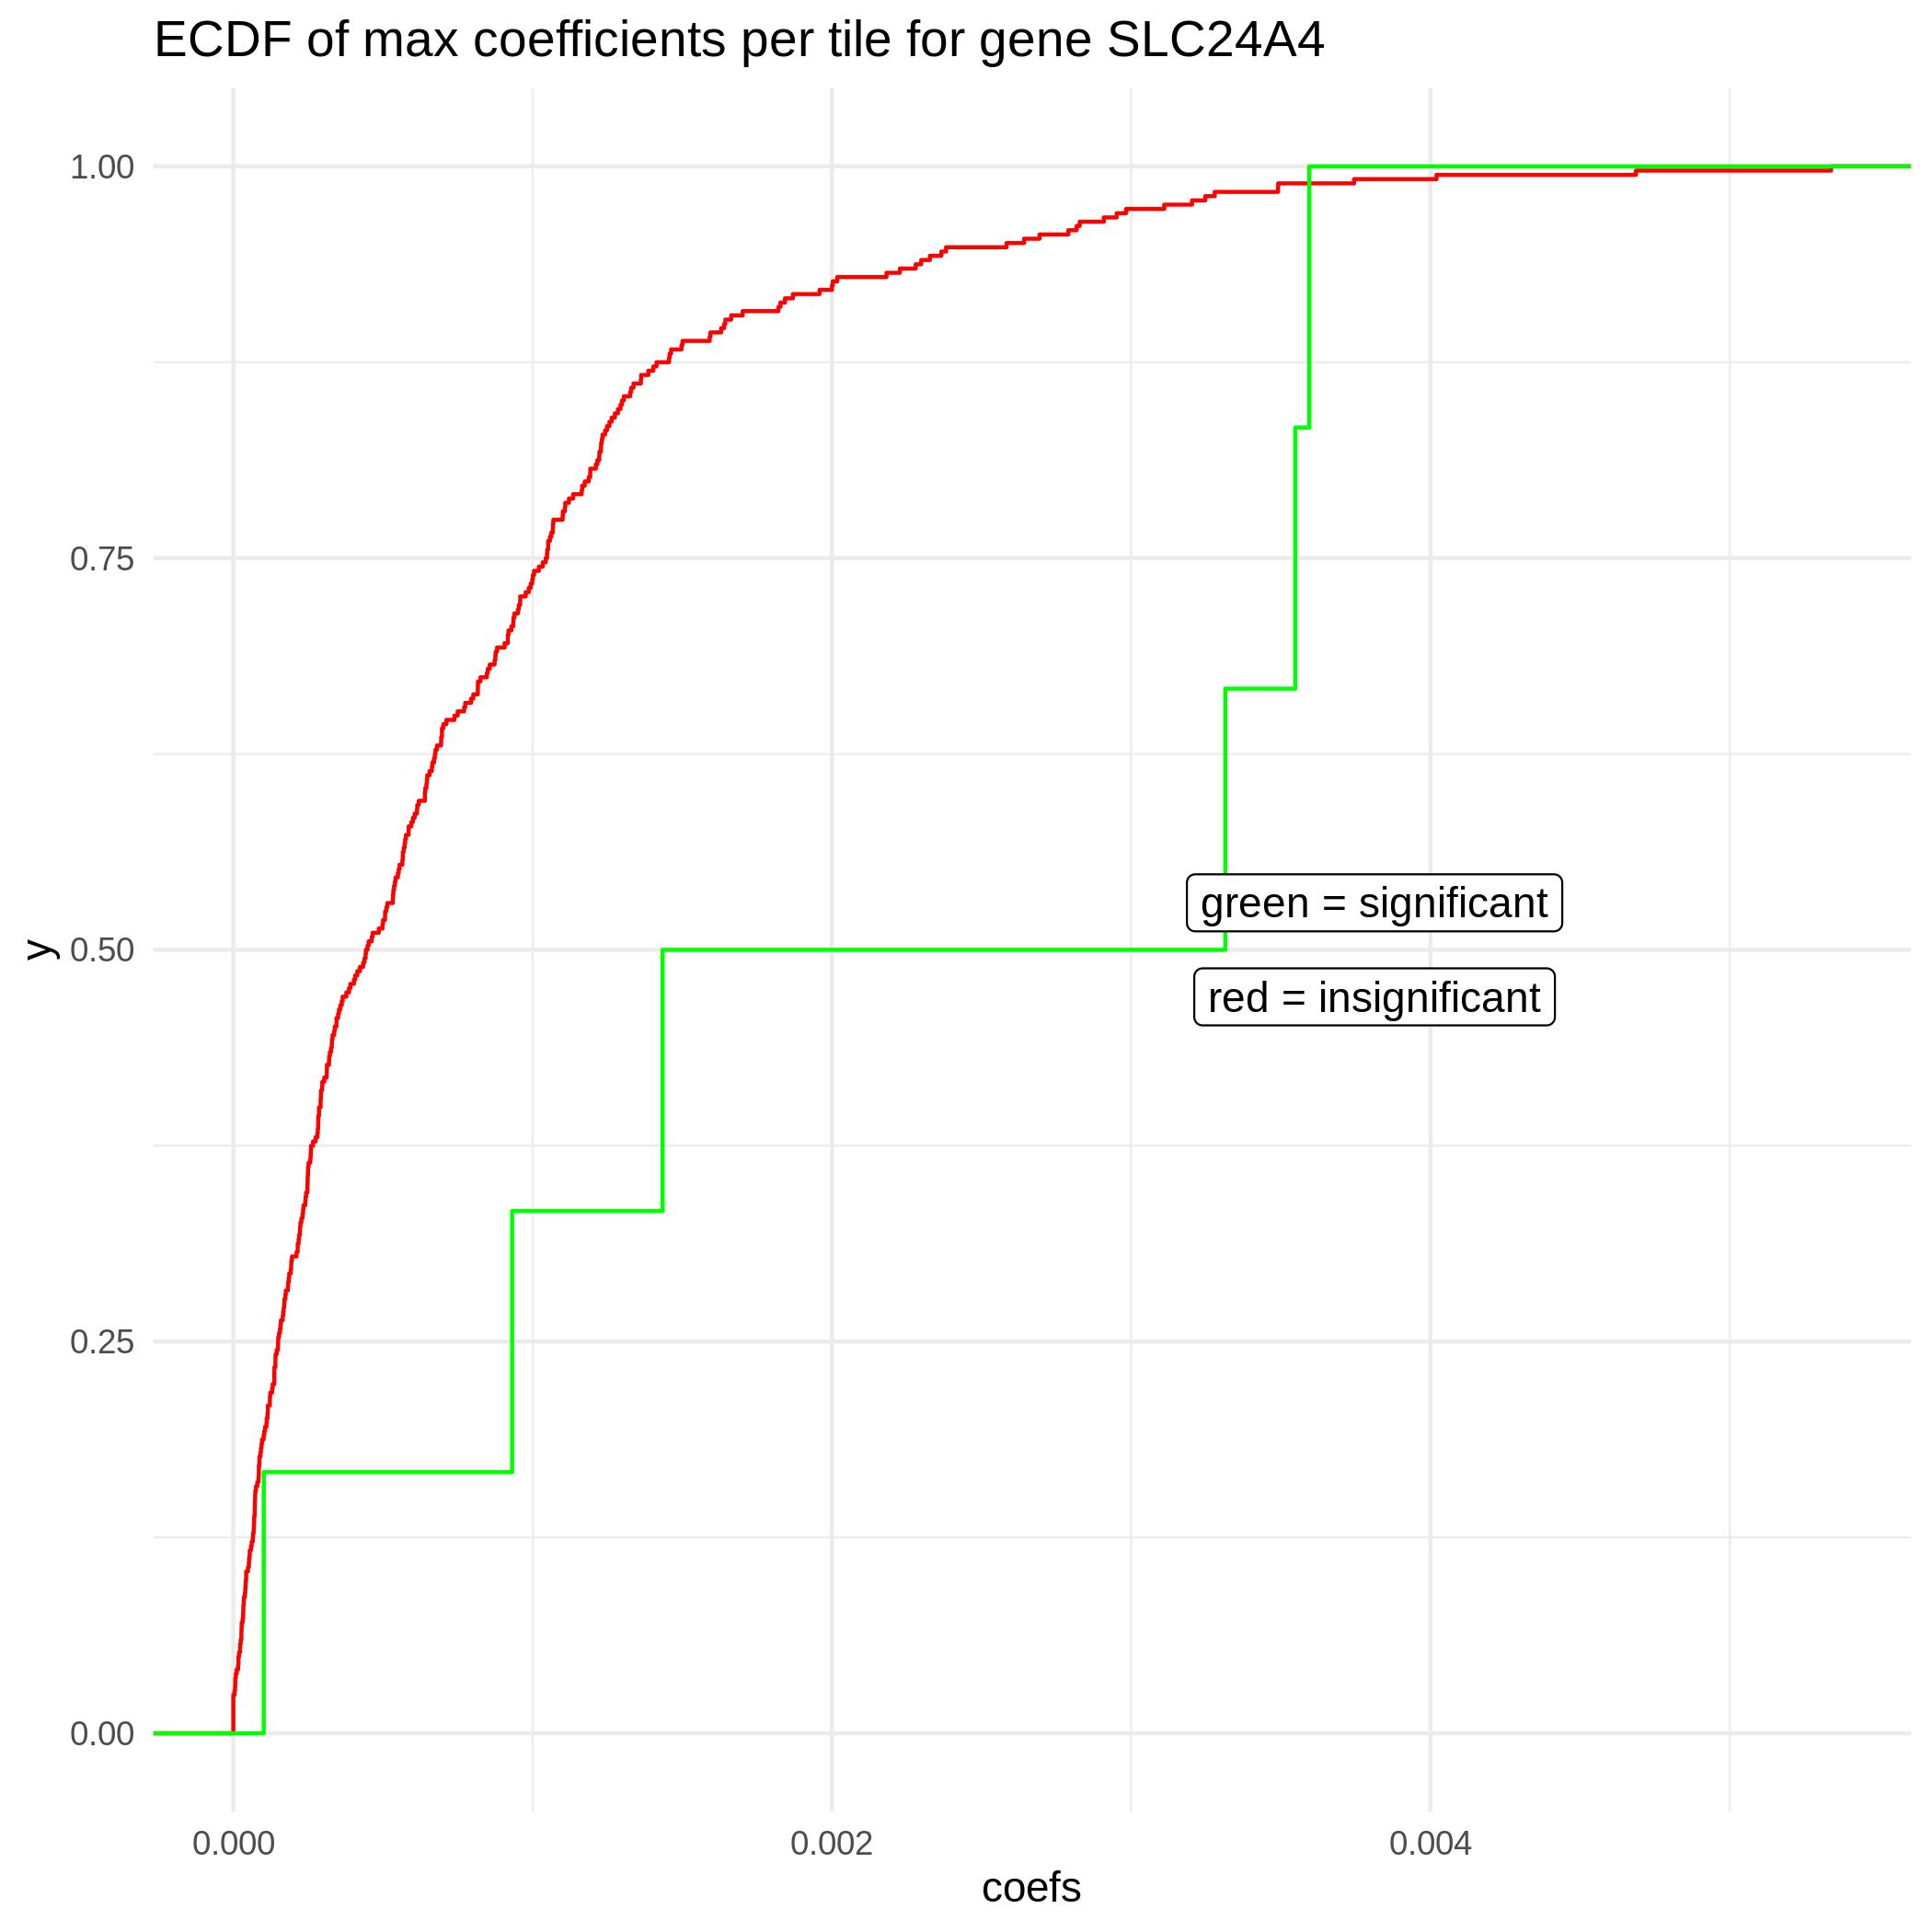 ECDF of max coefficients per tile for gene SLC24A4
1.00
0.75
0.50
0.25
0.00
y
green = significant
red = insignificant
0.000
0.002
0.004
coefs